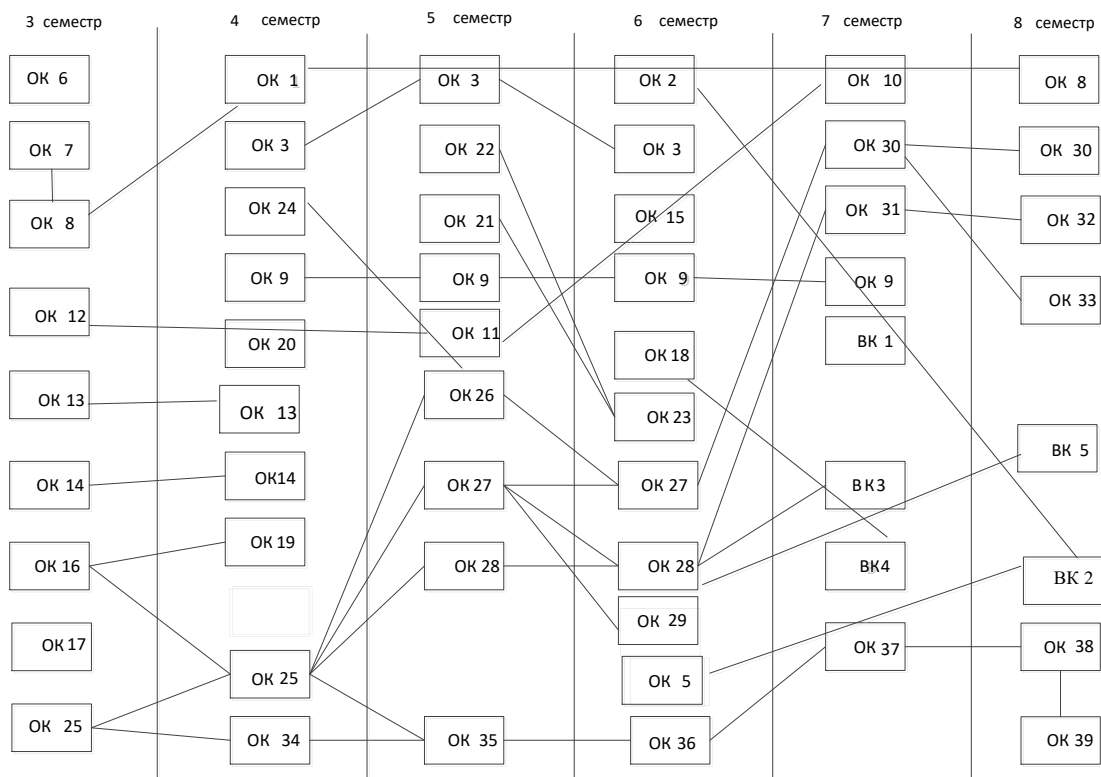 3 семестр
4 семестр
5 семестр
6 семестр
7 семестр
8 семестр
ОК 6
ОК 7
ОК 8
ОК 12
ОК 13
ОК 14
ОК 16
ОК 17
ОК 25
ОК 1
ОК 3
ОК 24
ОК 9
ОК 20
ОК 13
ОК14
ОК 19
ОК 25
ОК 34
ОК 3
ОК 22
ОК 21
ОК 9
ОК 11
ОК 26
ОК 27
ОК 28
ОК 35
ОК 2
ОК 3
ОК 15
ОК 9
ОК 18
ОК 23
ОК 27
ОК 28
ОК 29
ОК 5
ОК 36
ОК 10
ОК 30
ОК 31
ОК 9
ВК 1
ВК3
ВК4
ОК 37
ОК 8
ОК 30
ОК 32
ОК 33
ВК 5
ВК 2
ОК 38
ОК 39